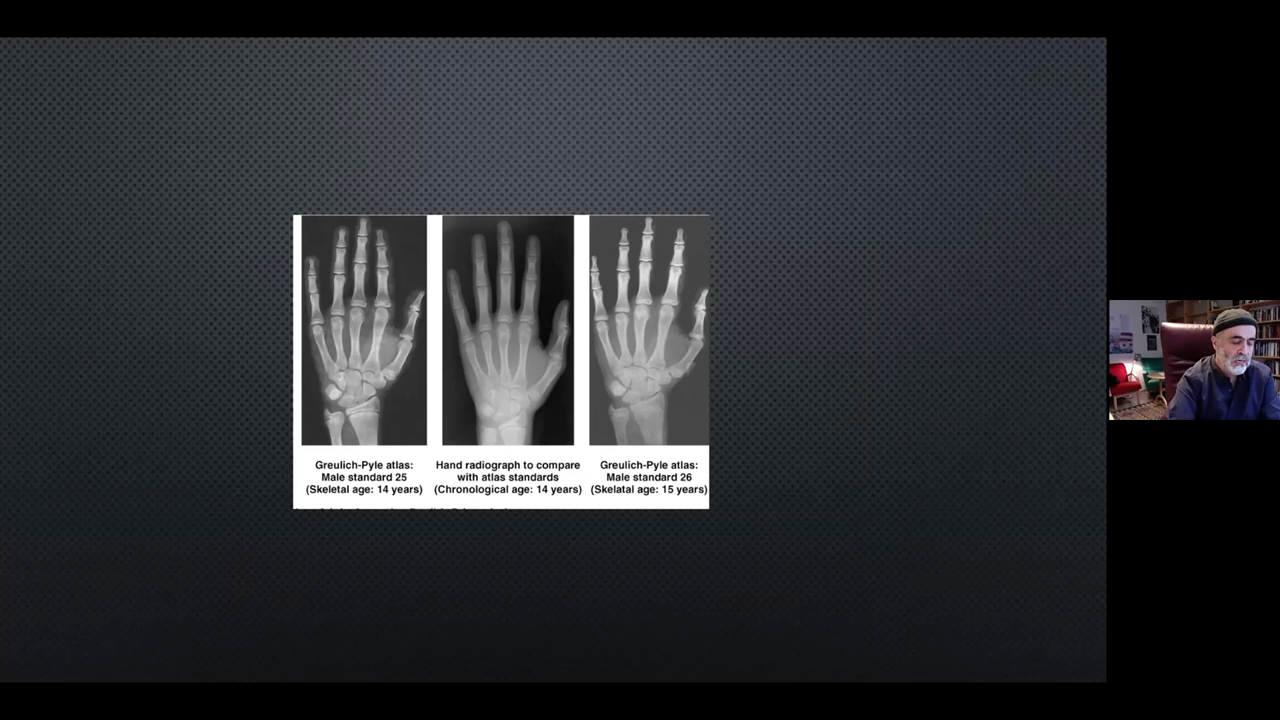 Greulich-Pyle atlas:
Male standard 25
(Skeletal age: 14 years)
Hand radiograph to compare
with atlas standards
(Chronological age: 14 years)
Greulich-Pyle atlas:
Male standard 26
(Skelatal age: 15 years)